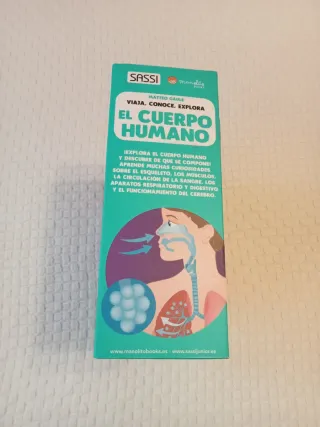 SASSI
MATTEO GAULE
VIAJA. CONOCE. EXPLORA
EL CUERPO
HUMANO
¡EXPLORA EL CUERPO HUMANO
Y DESCUBRE DE QUÉ SE COMPONE!
APRENDE MUCHAS CURIOSIDADES
SOBRE EL ESQUELETO, LOS MÚSCULOS,
LA CIRCULACIÓN DE LA SANGRE, LOS
APARATOS RESPIRATORIO Y DIGESTIVO
Y EL FUNCIONAMIENTO DEL CEREBRO.
www.manolitobooks.es www.sassijunior.es